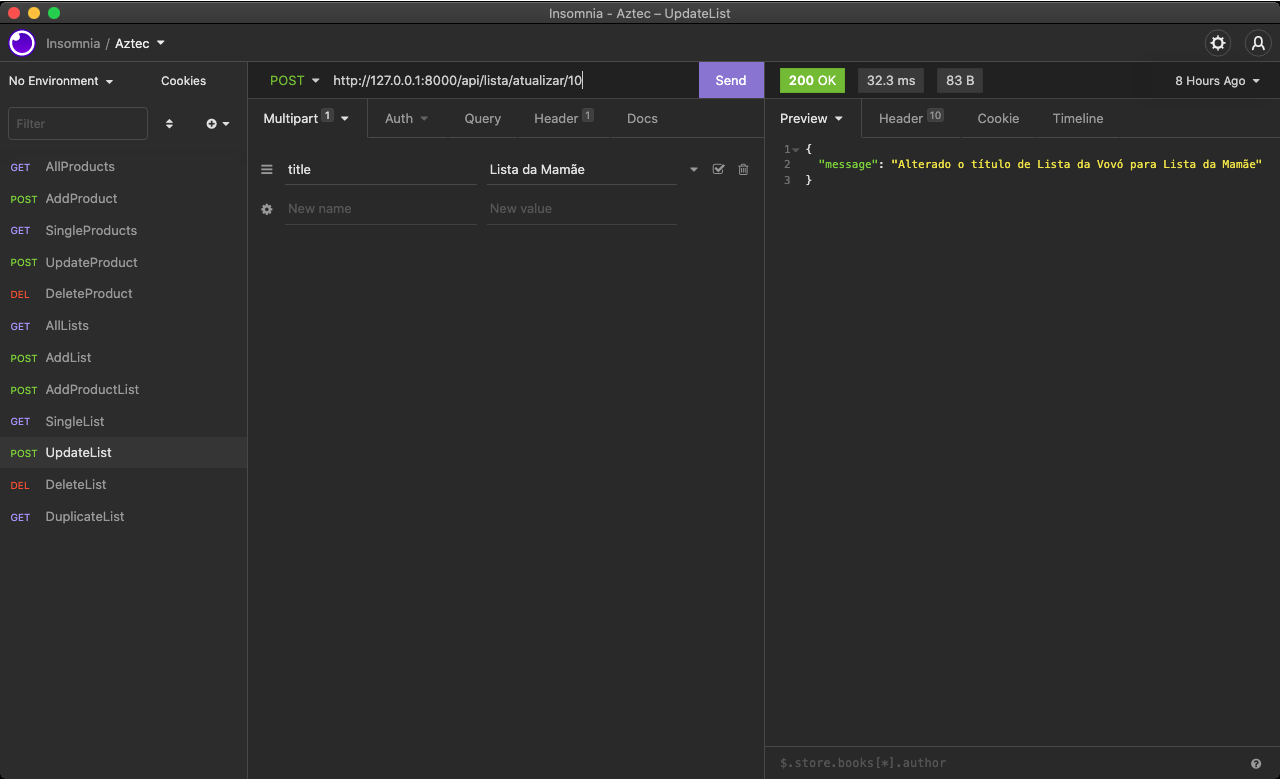 Insomnia - Aztec – UpdateList
Insomnia / Aztec
No Environment
Cookies
Filter
GET AllProducts
POST AddProduct
GET SingleProducts
POST UpdateProduct
DEL DeleteProduct
GET AllLists
POST AddList
POST AddProductList
GET SingleList
POST UpdateList
DEL DeleteList
GET DuplicateList
POST http://127.0.0.1:8000/api/lista/atualizar/10 Send
Multipart 1 Auth Query Header 1 Docs
title Lista da Mamãe
New name New value
200 OK 32.3 ms 83 B 8 Hours Ago
Preview Header 10 Cookie Timeline
1 {
2 "message": "Alterado o título de Lista da Vovó para Lista da Mamãe"
3 }
$.store.books[*].author